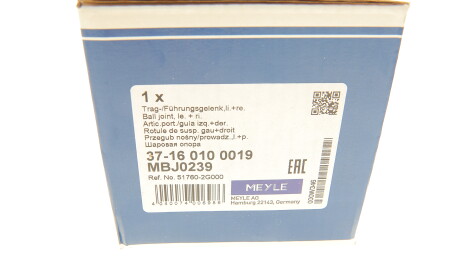 1 x
Trag-/Führungsgelenk,li.+re.
Ball joint, le. + ri.
Artic.port./guía izq.+der.
Rotule de susp. gau+droit
Przegub nośny/prowadz.,l.+p.
Шаровая опора
37-16 010 0019
MBJ0239
Ref. No. 51760-2G000
EAC
MEYLE
MEYLE AG
Hamburg 22143, Germany